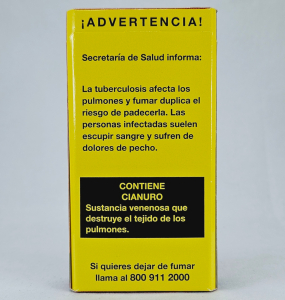 ¡ADVERTENCIA!
Secretaría de Salud informa:
La tuberculosis afecta los
pulmones y fumar duplica el
riesgo de padecerla. Las
personas infectadas suelen
escupir sangre y sufren de
dolores de pecho.
CONTIENE
CIANURO
Sustancia venenosa que
destruye el tejido de los
pulmones.
Si quieres dejar de fumar
llama al 800 911 2000